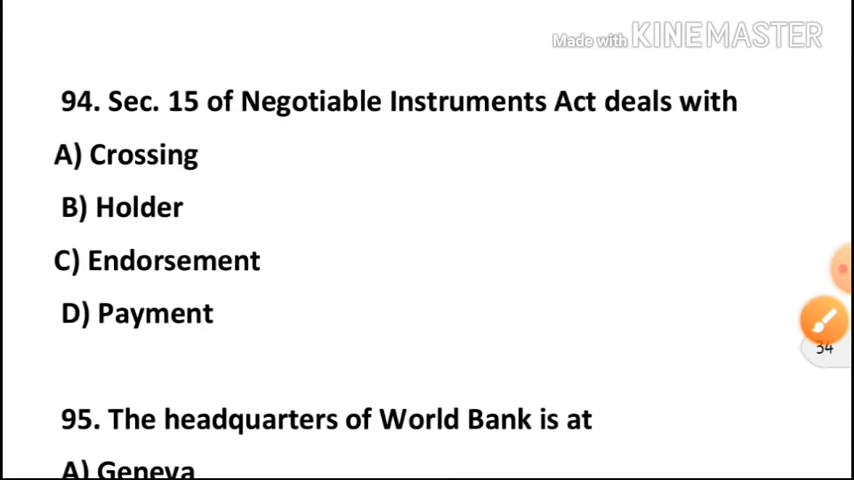 Made with KINEMASTER
94. Sec. 15 of Negotiable Instruments Act deals with
A) Crossing
B) Holder
C) Endorsement
D) Payment
34
95. The headquarters of World Bank is at
A) Geneva